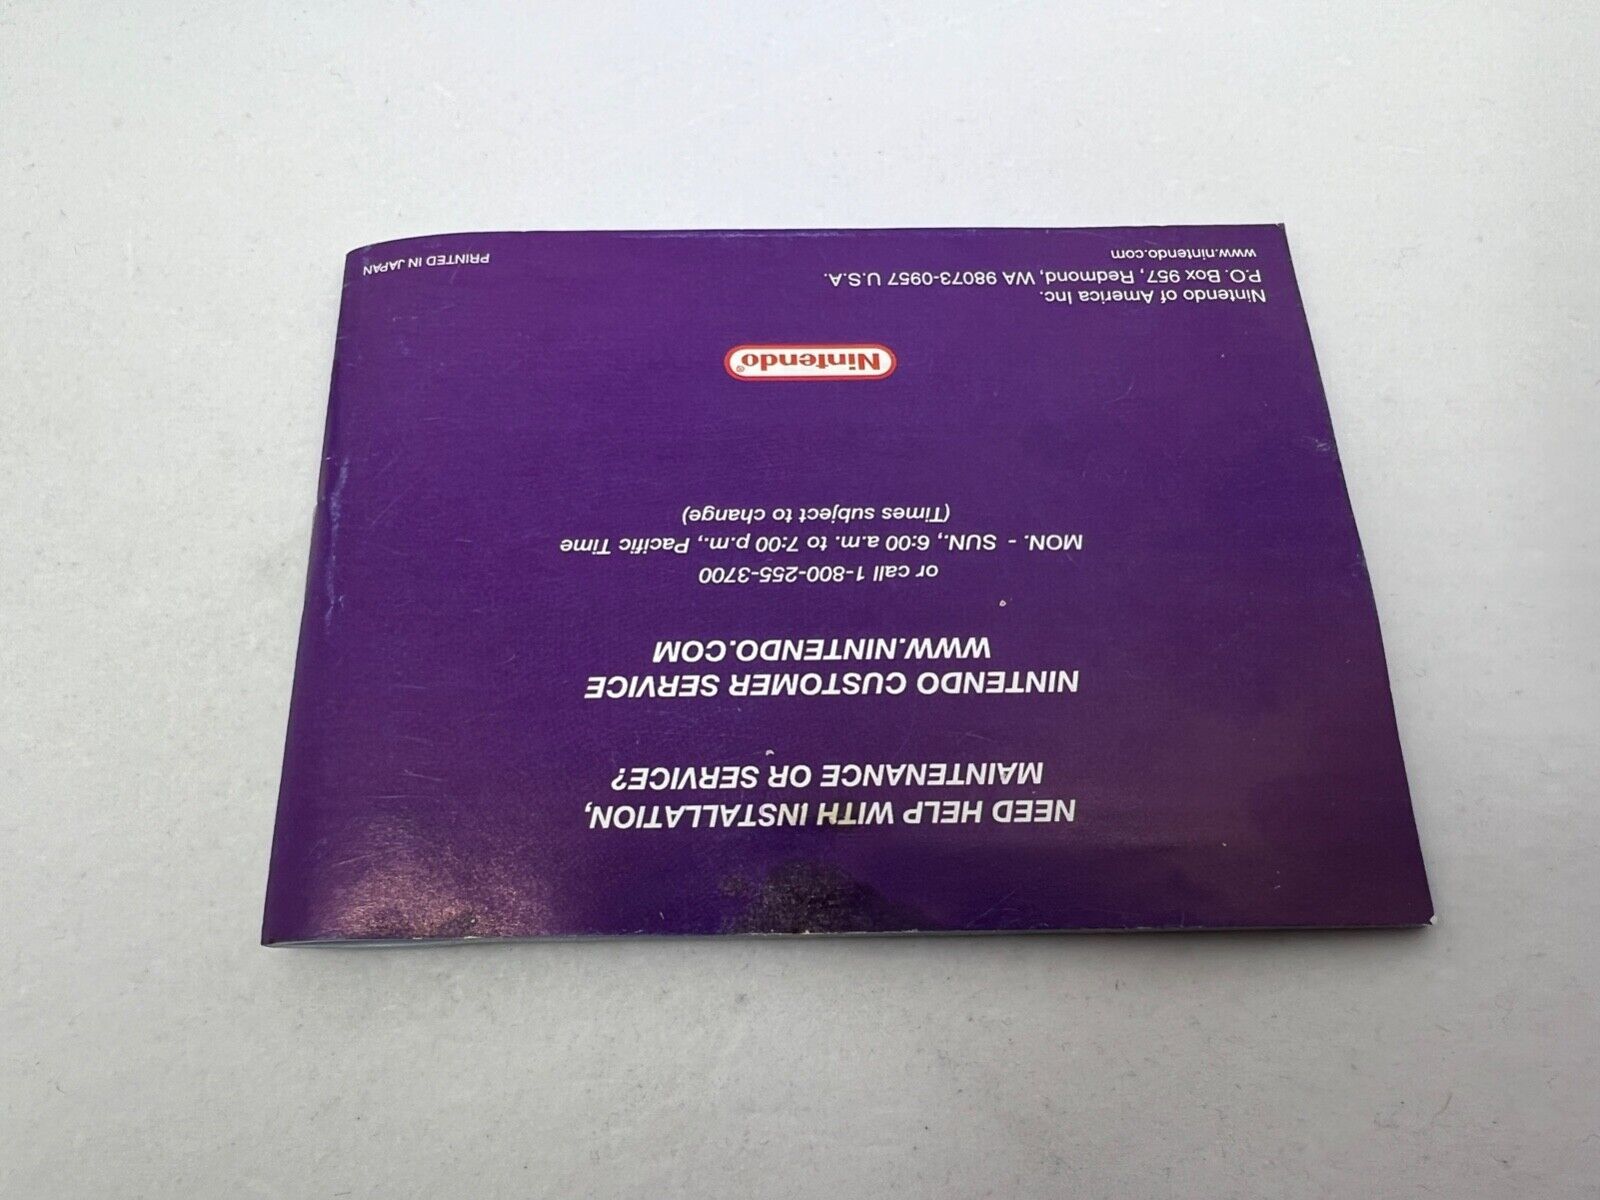 NEED HELP WITH INSTALLATION,
MAINTENANCE OR SERVICE?
NINTENDO CUSTOMER SERVICE
WWW.NINTENDO.COM
or call 1-800-255-3700
MON. - SUN., 6:00 a.m. to 7:00 p.m., Pacific Time
(Times subject to change)
Nintendo®
Nintendo of America Inc.
P.O. Box 957, Redmond, WA 98073-0957 U.S.A.
www.nintendo.com
PRINTED IN JAPAN